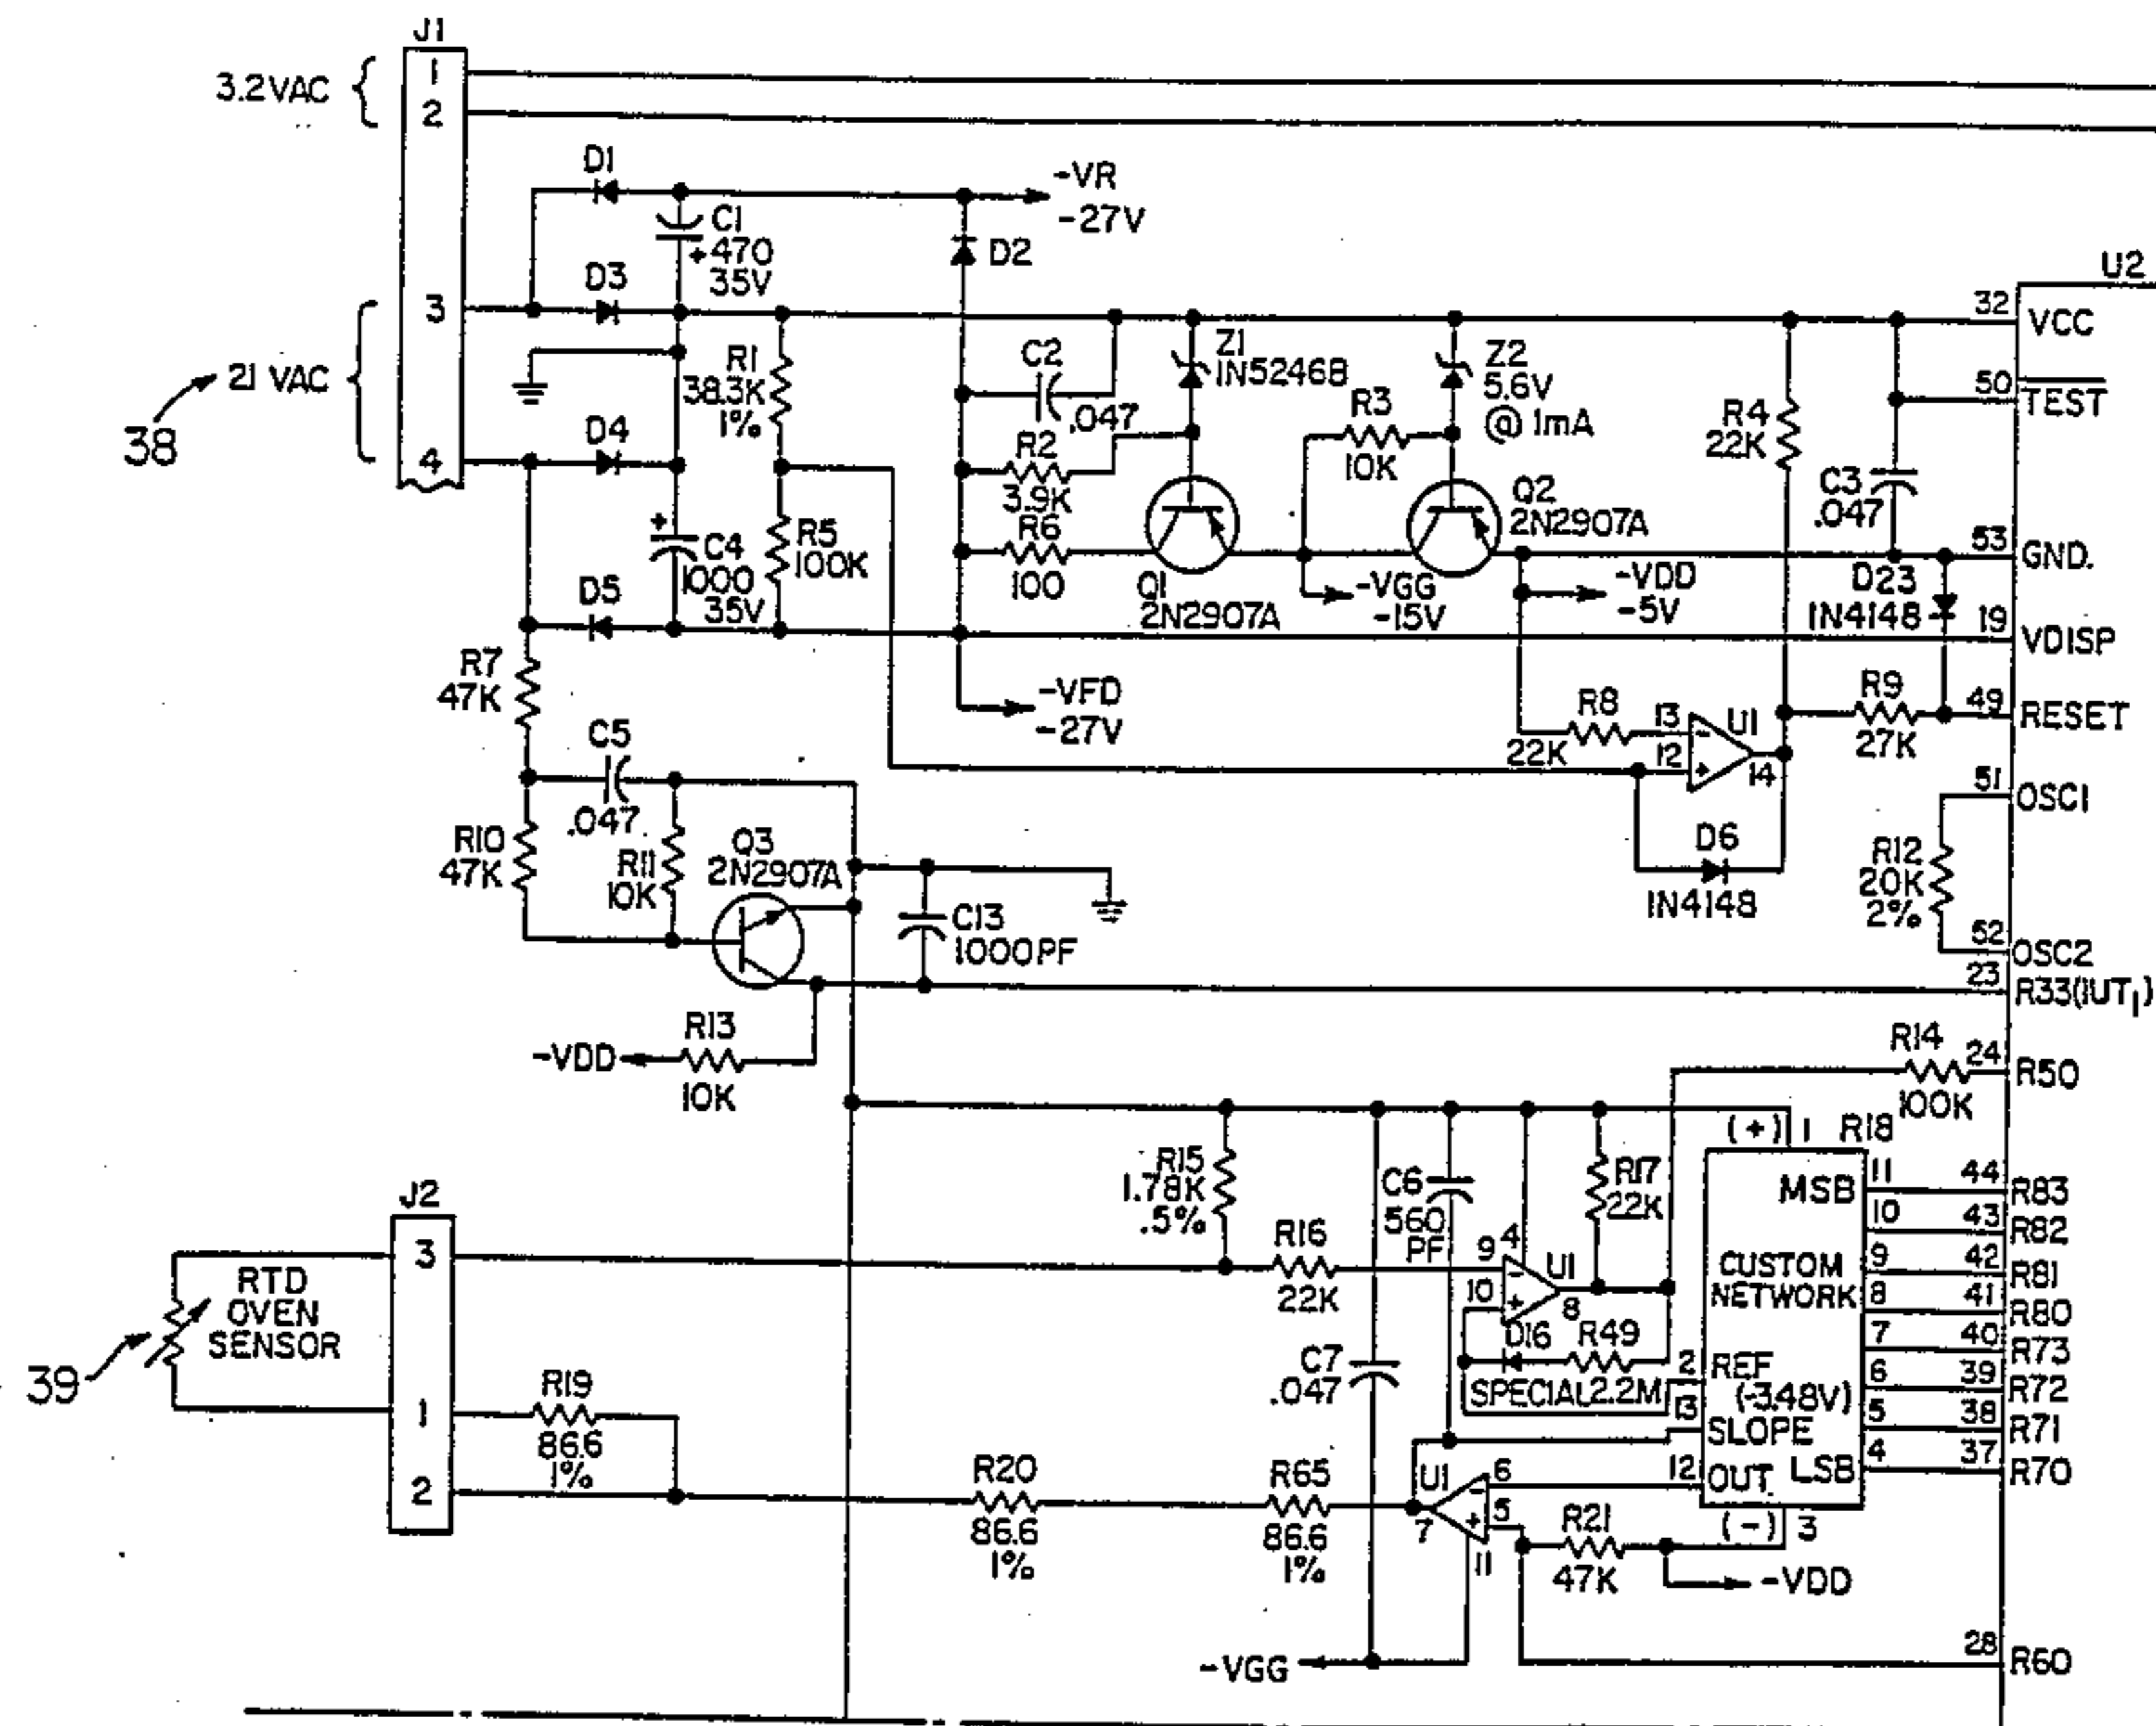 J1
3.2VAC
1
2
D1
-VR
-27V
C1
+470
35V
D2
D3
3
U2
32
VCC
38
21 VAC
R1
38.3K
1%
C2
.047
Z1
1N5246B
Z2
5.6V
@ 1mA
R3
10K
R4
22K
50
TEST
D4
4
R2
3.9K
Q2
2N2907A
C3
.047
+
C4
1000
35V
R5
100K
R6
100
Q1
2N2907A
-VGG
-15V
-VDD
-5V
53
GND.
D23
1N4148
D5
19
VDISP
R7
47K
-VFD
-27V
R8
22K
13
12
-
+
U1
14
R9
27K
49
RESET
C5
.047
51
OSC1
R10
47K
R11
10K
Q3
2N2907A
D6
1N4148
R12
20K
2%
C13
1000PF
52
OSC2
23
R33(1UT1)
-VDD
R13
10K
R14
100K
24
R50
(+)
1
R18
R15
1.78K
.5%
C6
560
PF
R17
22K
MSB
11
44
R83
10
43
R82
J2
3
R16
22K
9
4
10
-
+
U1
8
CUSTOM
NETWORK
9
42
R81
8
41
R80
RTD
OVEN
SENSOR
39
D16
SPECIAL
R49
2.2M
2
REF
(-3.48V)
7
40
R73
6
39
R72
C7
.047
13
SLOPE
5
38
R71
1
R19
86.6
1%
2
R20
86.6
1%
R65
86.6
1%
U1
6
-
7
5
+
11
12
OUT
LSB
4
37
R70
R21
47K
(-)
3
-VDD
-VGG
28
R60